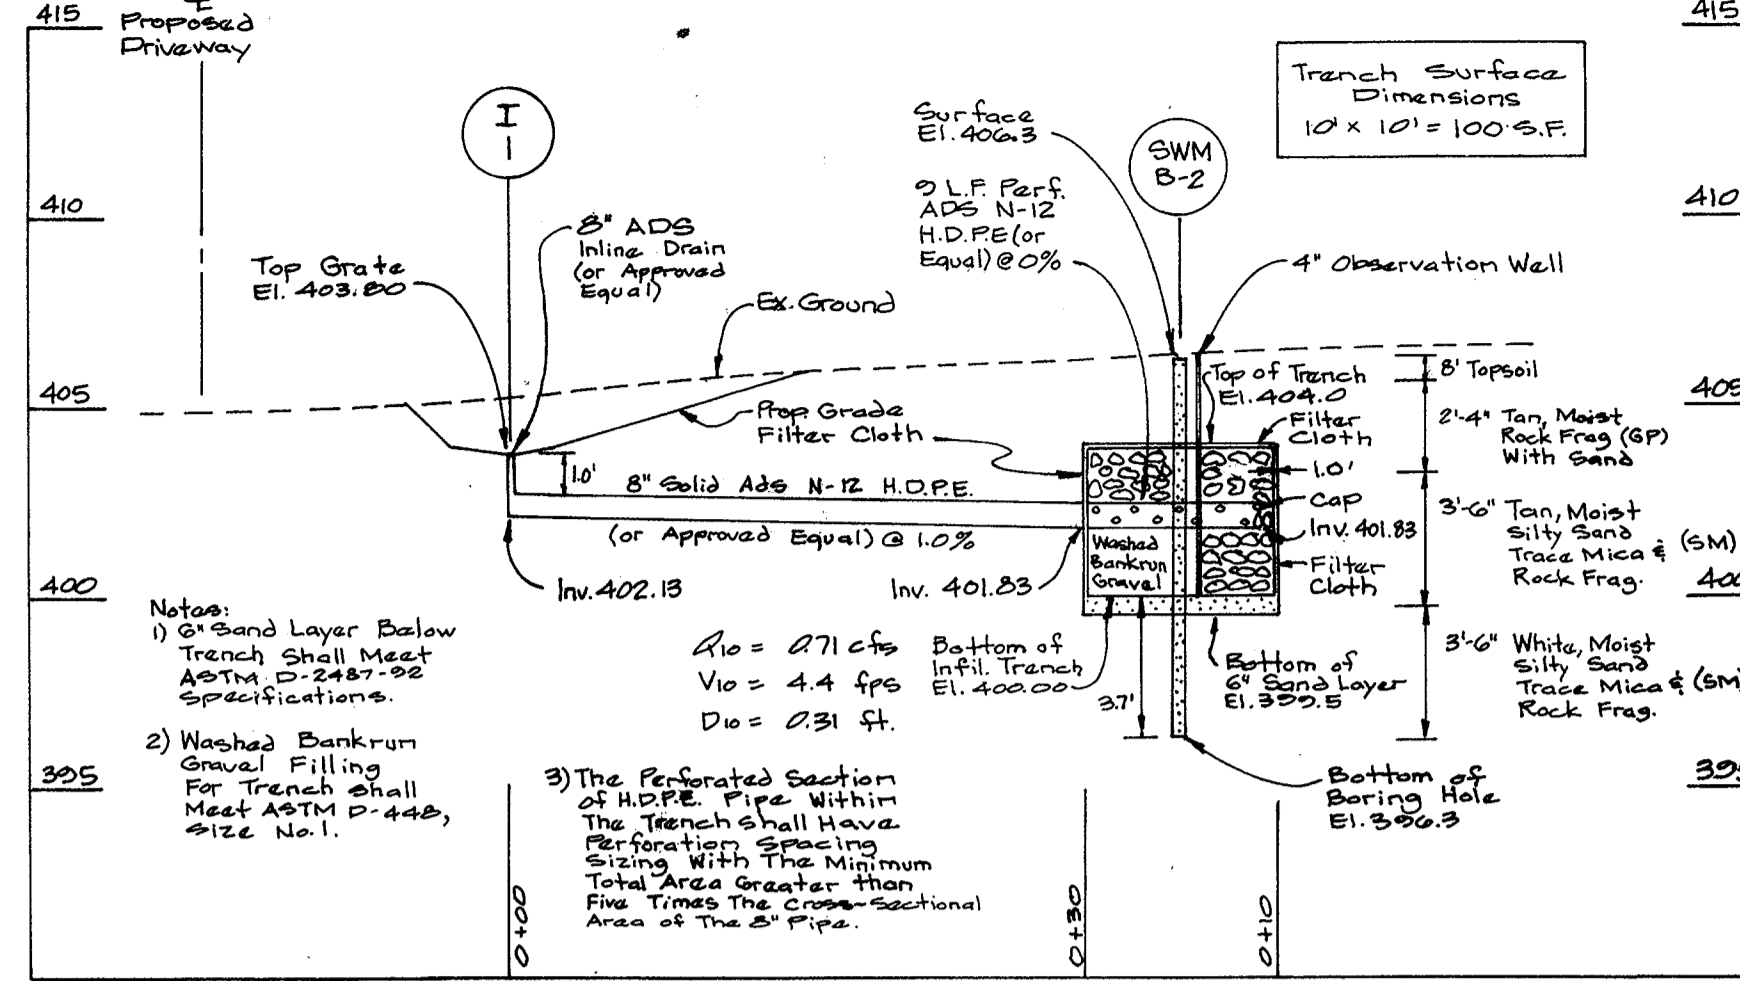 415
Proposed
Driveway
I
1
8" ADS
Inline Drain
(or Approved
Equal)
Top Grate
El. 403.80
Ex. Ground
Surface
El. 406.3
9 L.F. Perf.
ADS N-12
H.D.P.E (or
Equal) @ 0%
SWM
B-2
Trench Surface
Dimensions
10' x 10' = 100 S.F.
415
410
410
4" Observation Well
405
Prop. Grade
Filter Cloth
1.0'
8" Solid Ads N-12 H.D.P.E.
(or Approved Equal) @ 1.0%
Inv. 402.13
Inv. 401.83
Top of Trench
El. 404.0
Filter
Cloth
1.0'
Cap
Inv. 401.83
Filter
Cloth
Washed
Bankrun
Gravel
8' Topsoil
2'-4" Tan, Moist
Rock Frag (GP)
With Sand
3'-6" Tan, Moist
Silty Sand
Trace Mica & (SM)
Rock Frag.
3'-6" White, Moist
Silty Sand
Trace Mica & (SM)
Rock Frag.
405
400
400
Notes:
1) 6" Sand Layer Below
Trench Shall Meet
ASTM D-2487-92
Specifications.
2) Washed Bankrun
Gravel Filling
For Trench Shall
Meet ASTM D-448,
Size No. 1.
Q10 = 0.71 cfs
V10 = 4.4 fps
D10 = 0.31 ft.
Bottom of
Infil. Trench
El. 400.00
3.7'
Bottom of
6" Sand Layer
El. 399.5
Bottom of
Boring Hole
El. 396.3
395
395
3) The Perforated Section
of H.D.P.E. Pipe Within
The Trench Shall Have
Perforation Spacing
Sizing With The Minimum
Total Area Greater than
Five Times The Cross-Sectional
Area of The 8" Pipe.
0+00
0+30
0+10